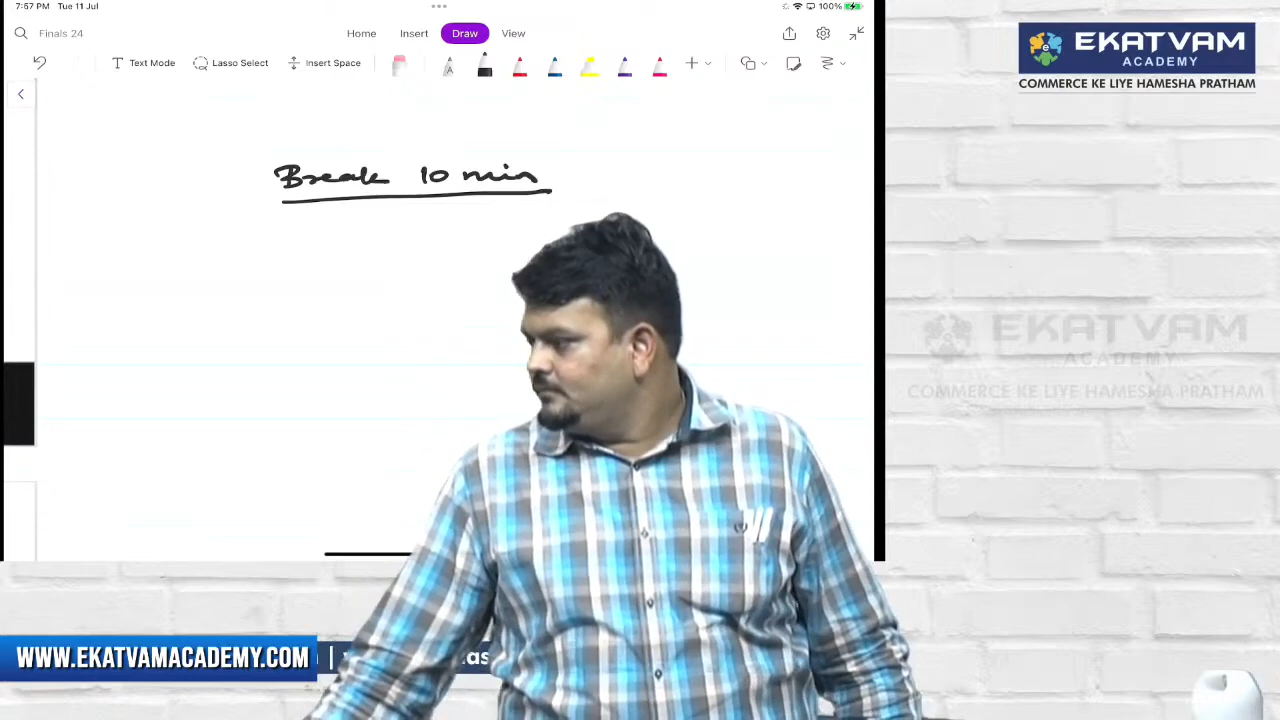 7:57 PM Tue 11 Jul
100%
Finals 24
Home Insert Draw View
Text Mode Lasso Select Insert Space
Break 10 min
EKATVAM
ACADEMY
COMMERCE KE LIYE HAMESHA PRATHAM
EKATVAM
ACADEMY
COMMERCE KE LIYE HAMESHA PRATHAM
WWW.EKATVAMACADEMY.COM